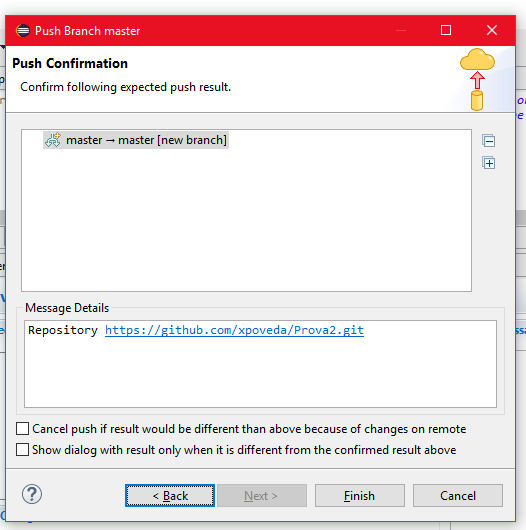 Push Branch master
Push Confirmation
Confirm following expected push result.
master → master [new branch]
Message Details
Repository https://github.com/xpoveda/Prova2.git
Cancel push if result would be different than above because of changes on remote
Show dialog with result only when it is different from the confirmed result above
? < Back Next > Finish Cancel